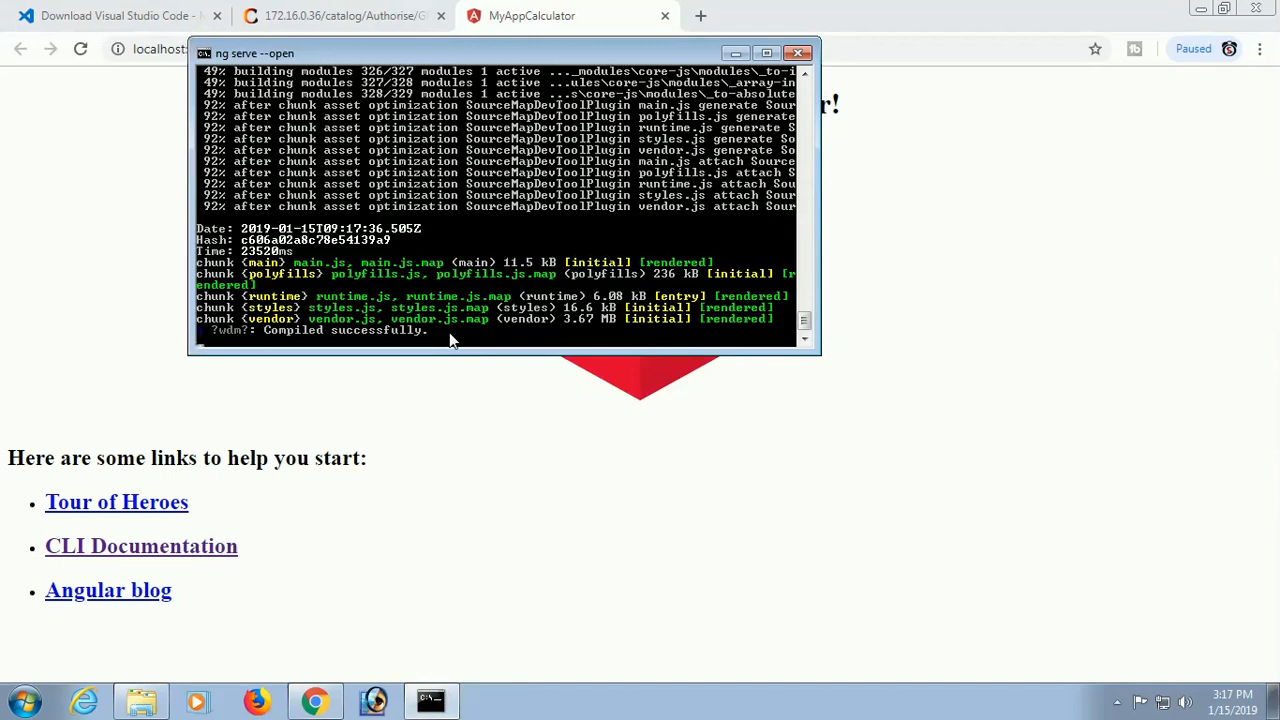 Download Visual Studio Code -
172.16.0.36/catalog/Authorise/Gl
MyAppCalculator
localhos
Paused
r!
ng serve --open
49% building modules 326/327 modules 1 active ..._modules\core-js\modules\_to-i
49% building modules 327/328 modules 1 active ...ules\core-js\modules\_array-in
49% building modules 328/329 modules 1 active ...s\core-js\modules\_to-absolute
92% after chunk asset optimization SourceMapDevToolPlugin main.js generate Sour
92% after chunk asset optimization SourceMapDevToolPlugin polyfills.js generate
92% after chunk asset optimization SourceMapDevToolPlugin runtime.js generate S
92% after chunk asset optimization SourceMapDevToolPlugin styles.js generate So
92% after chunk asset optimization SourceMapDevToolPlugin vendor.js generate So
92% after chunk asset optimization SourceMapDevToolPlugin main.js attach Source
92% after chunk asset optimization SourceMapDevToolPlugin polyfills.js attach S
92% after chunk asset optimization SourceMapDevToolPlugin runtime.js attach Sou
92% after chunk asset optimization SourceMapDevToolPlugin styles.js attach Sour
92% after chunk asset optimization SourceMapDevToolPlugin vendor.js attach Sour
Date: 2019-01-15T09:17:36.505Z
Hash: c606a02a8c70e54139a9
Time: 23520ms
chunk {main} main.js, main.js.map (main) 11.5 kB [initial] [rendered]
chunk {polyfills} polyfills.js, polyfills.js.map (polyfills) 236 kB [initial] [r
endered]
chunk {runtime} runtime.js, runtime.js.map (runtime) 6.08 kB [entry] [rendered]
chunk {styles} styles.js, styles.js.map (styles) 16.6 kB [initial] [rendered]
chunk {vendor} vendor.js, vendor.js.map (vendor) 3.67 MB [initial] [rendered]
?wdm?: Compiled successfully.
Here are some links to help you start:
Tour of Heroes
CLI Documentation
Angular blog
3:17 PM
1/15/2019